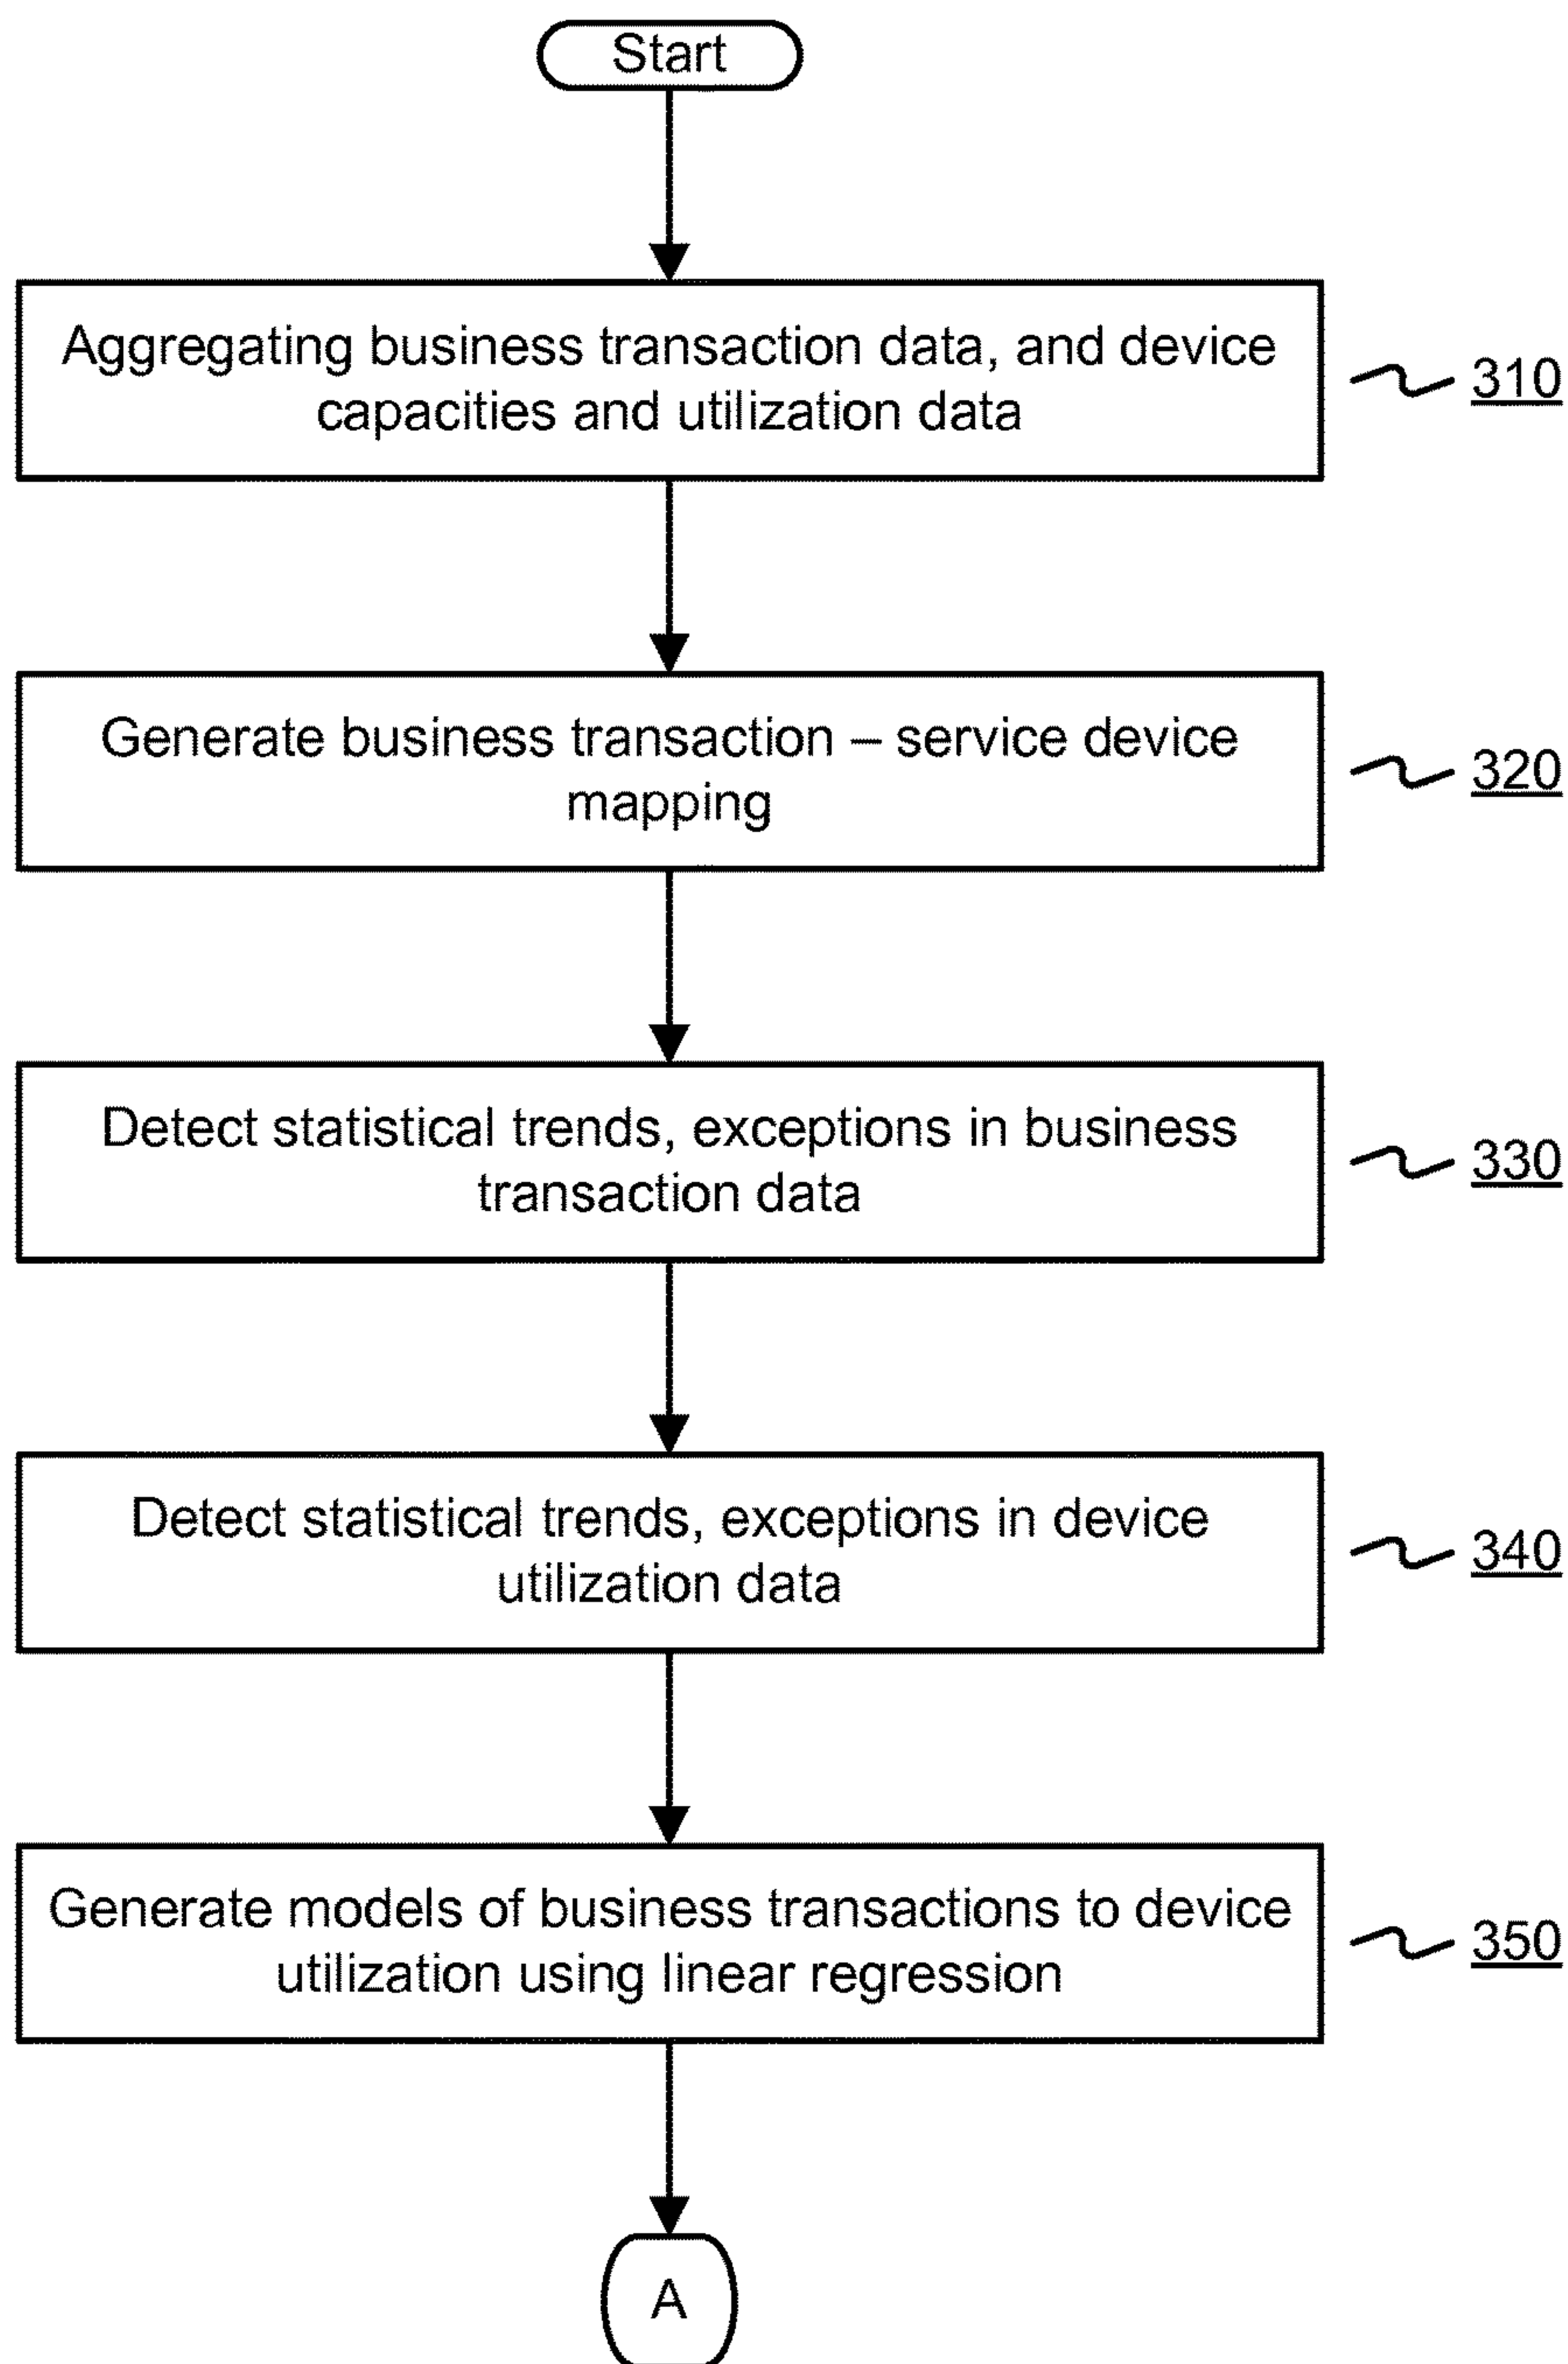 Start
Aggregating business transaction data, and device
capacities and utilization data
310
Generate business transaction – service device
mapping
320
Detect statistical trends, exceptions in business
transaction data
330
Detect statistical trends, exceptions in device
utilization data
340
Generate models of business transactions to device
utilization using linear regression
350
A